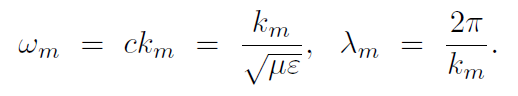 ω_m = ck_m = k_m/√(με), λ_m = 2π/k_m.